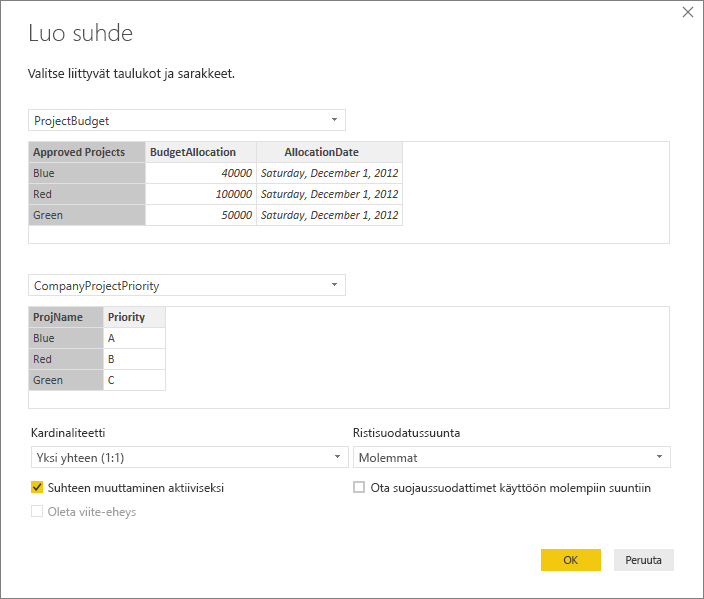 Luo suhde
Valitse liittyvät taulukot ja sarakkeet.
ProjectBudget
Approved Projects BudgetAllocation AllocationDate
Blue 40000 Saturday, December 1, 2012
Red 100000 Saturday, December 1, 2012
Green 50000 Saturday, December 1, 2012
CompanyProjectPriority
ProjName Priority
Blue A
Red B
Green C
Kardinaliteetti Ristisuodatussuunta
Yksi yhteen (1:1) Molemmat
Suhteen muuttaminen aktiiviseksi Ota suojaussuodattimet käyttöön molempiin suuntiin
Oleta viite-eheys
OK Peruuta